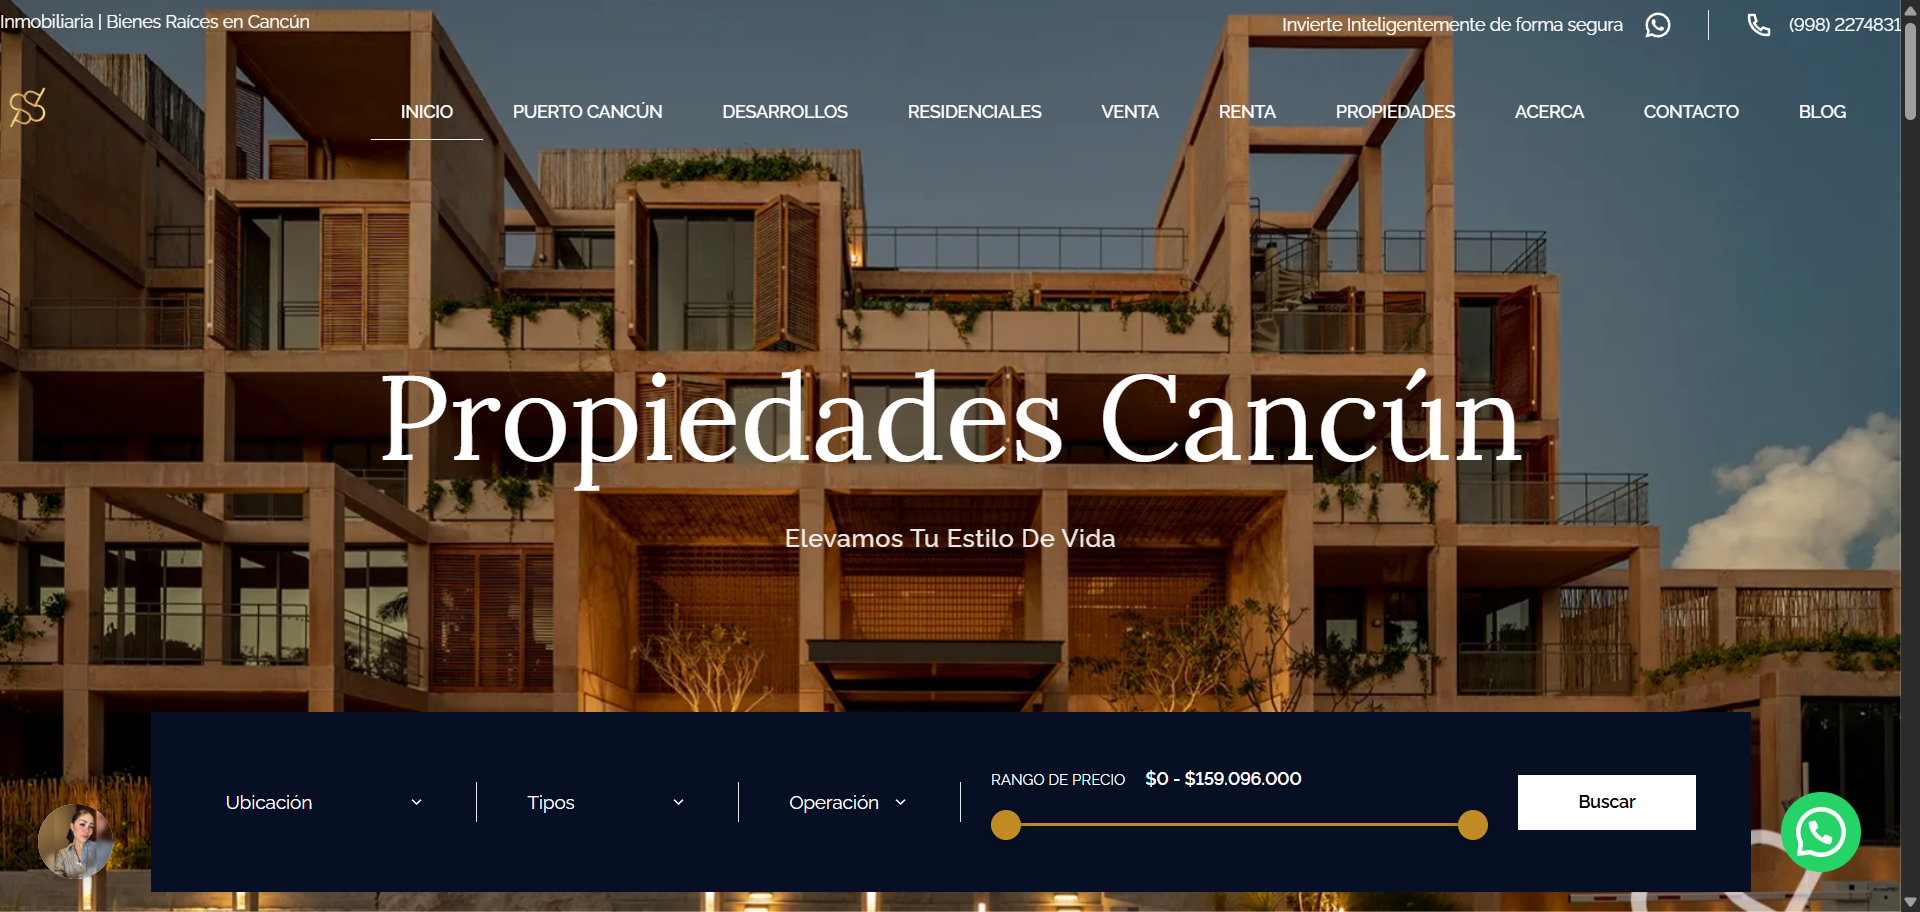 Inmobiliaria | Bienes Raíces en Cancún
Invierte Inteligentemente de forma segura
(998) 2274831
INICIO
PUERTO CANCÚN
DESARROLLOS
RESIDENCIALES
VENTA
RENTA
PROPIEDADES
ACERCA
CONTACTO
BLOG
Propiedades Cancún
Elevamos Tu Estilo De Vida
Ubicación
Tipos
Operación
RANGO DE PRECIO $0 - $159.096.000
Buscar